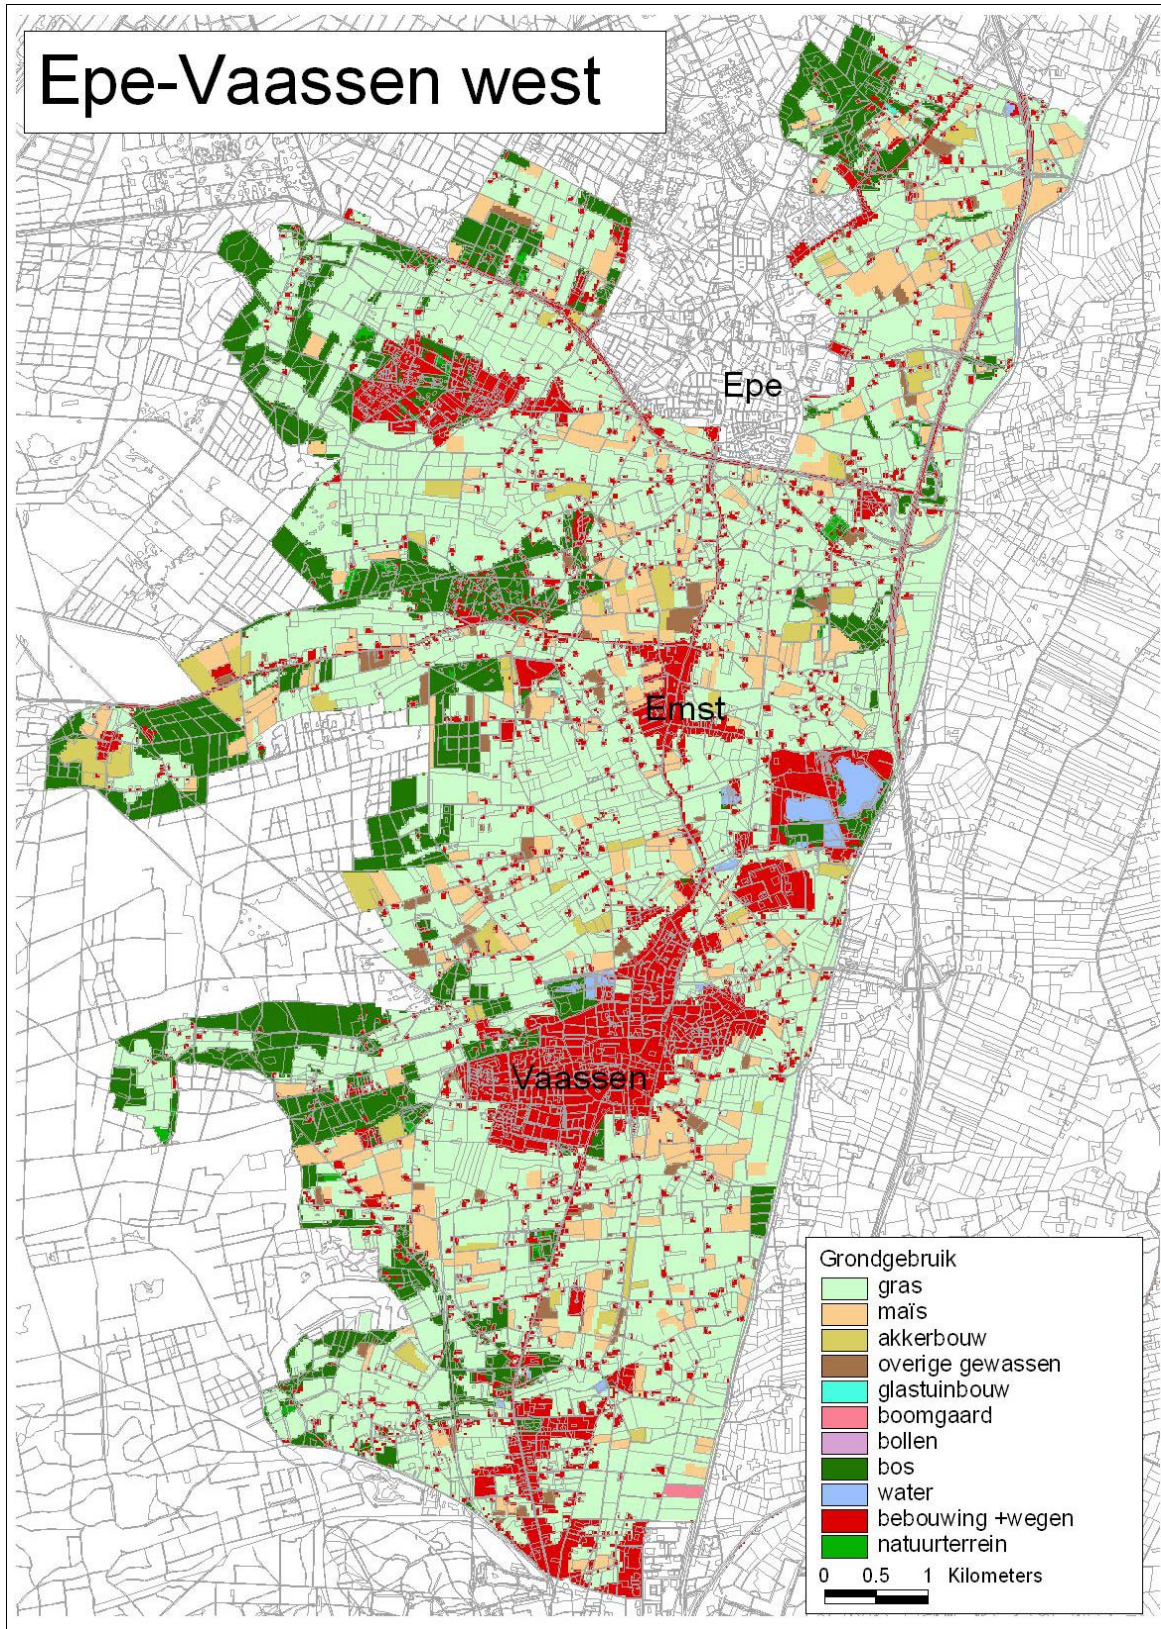 Epe-Vaassen west
Epe
Emst
Vaassen
Grondgebruik
gras
maïs
akkerbouw
overige gewassen
glastuinbouw
boomgaard
bollen
bos
water
bebouwing +wegen
natuurterrein
0 0.5 1 Kilometers